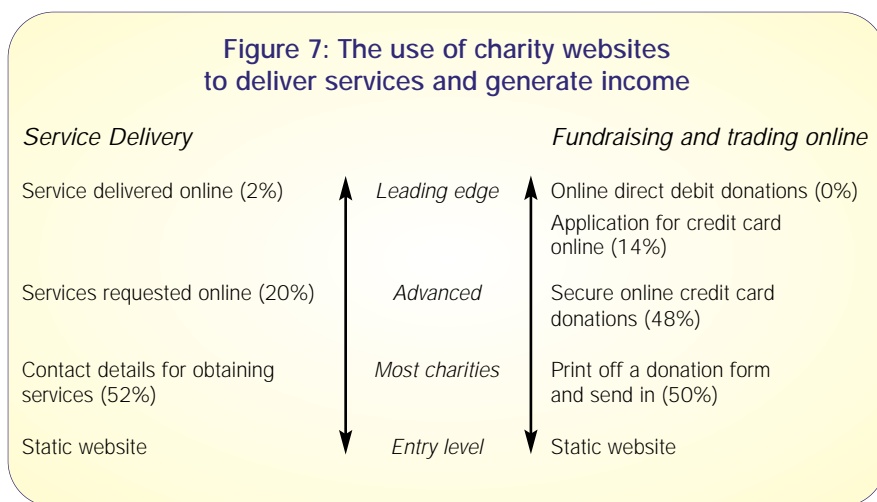 Figure 7: The use of charity websites
to deliver services and generate income
Service Delivery
Fundraising and trading online
Service delivered online (2%)
Leading edge
Online direct debit donations (0%)
Application for credit card
online (14%)
Services requested online (20%)
Advanced
Secure online credit card
donations (48%)
Contact details for obtaining
services (52%)
Most charities
Print off a donation form
and send in (50%)
Static website
Entry level
Static website